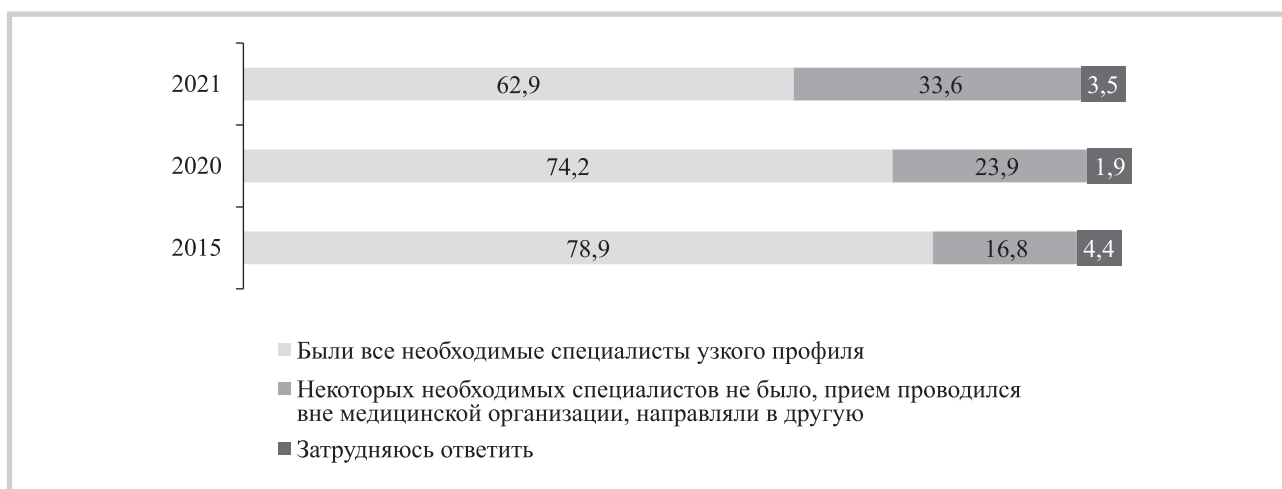 2021 62,9 33,6 3,5
2020 74,2 23,9 1,9
2015 78,9 16,8 4,4
Были все необходимые специалисты узкого профиля
Некоторых необходимых специалистов не было, прием проводился
вне медицинской организации, направляли в другую
Затрудняюсь ответить